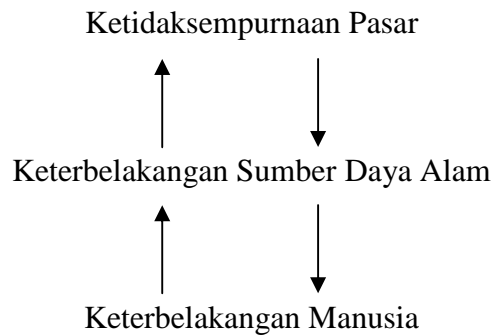 Ketidaksempurnaan Pasar
Keterbelakangan Sumber Daya Alam
Keterbelakangan Manusia